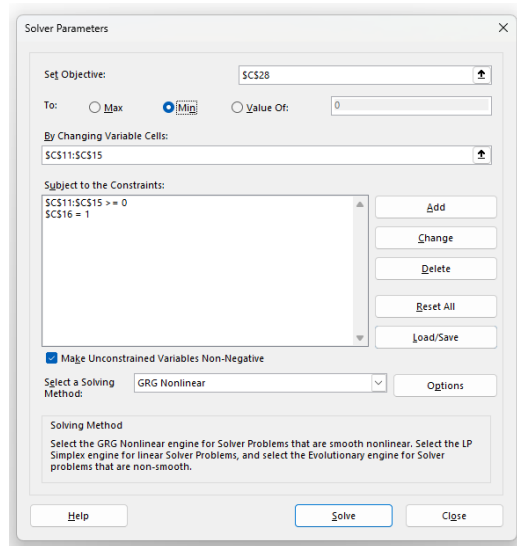 Solver Parameters
Set Objective:
$C$28
To:
Max
Min
Value Of:
0
By Changing Variable Cells:
$C$11:$C$15
Subject to the Constraints:
$C$11:$C$15 >= 0
$C$16 = 1
Add
Change
Delete
Reset All
Load/Save
Make Unconstrained Variables Non-Negative
Select a Solving
Method:
GRG Nonlinear
Options
Solving Method
Select the GRG Nonlinear engine for Solver Problems that are smooth nonlinear. Select the LP
Simplex engine for linear Solver Problems, and select the Evolutionary engine for Solver
problems that are non-smooth.
Help
Solve
Close